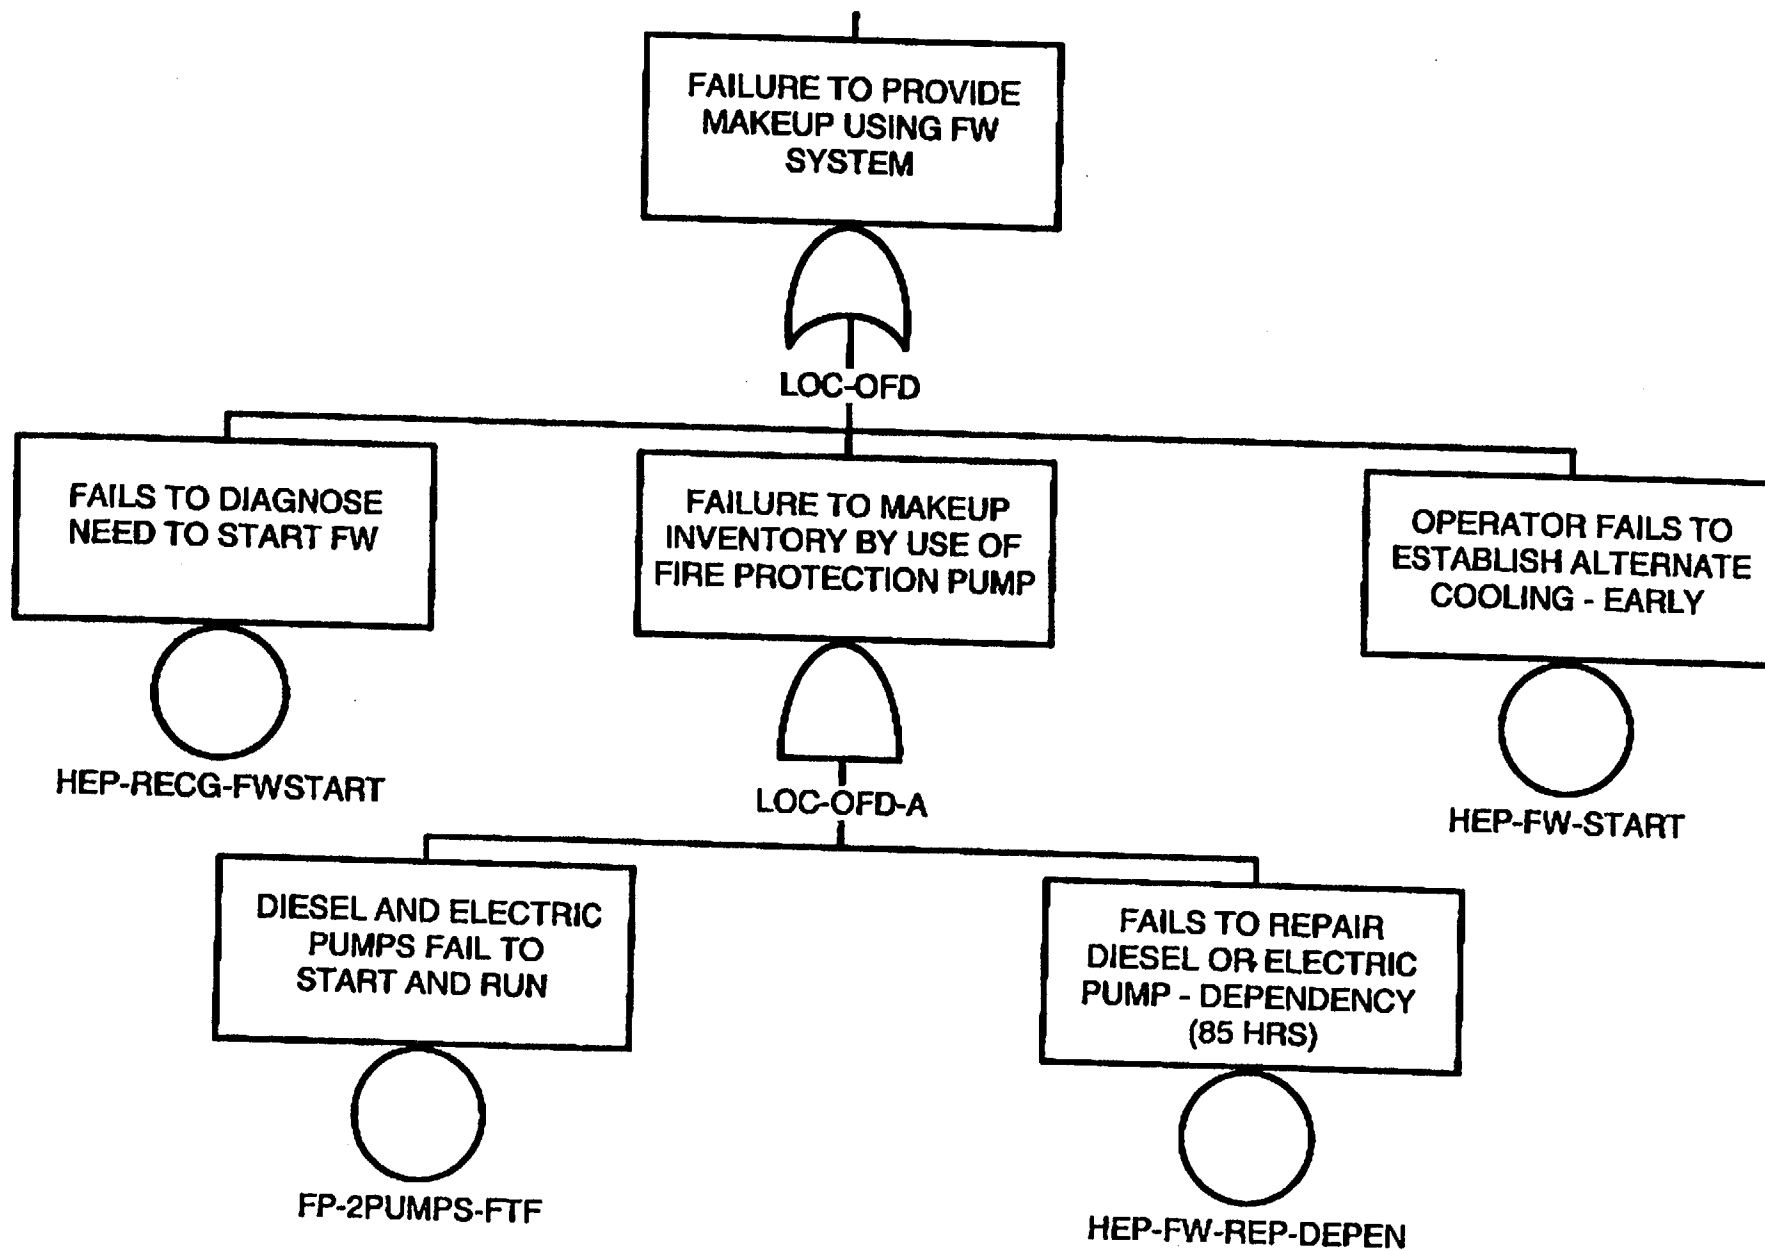 FAILURE TO PROVIDE
MAKEUP USING FW
SYSTEM
LOC-OFD
FAILS TO DIAGNOSE
NEED TO START FW
HEP-RECG-FWSTART
FAILURE TO MAKEUP
INVENTORY BY USE OF
FIRE PROTECTION PUMP
LOC-OFD-A
OPERATOR FAILS TO
ESTABLISH ALTERNATE
COOLING - EARLY
HEP-FW-START
DIESEL AND ELECTRIC
PUMPS FAIL TO
START AND RUN
FP-2PUMPS-FTF
FAILS TO REPAIR
DIESEL OR ELECTRIC
PUMP - DEPENDENCY
(85 HRS)
HEP-FW-REP-DEPEN